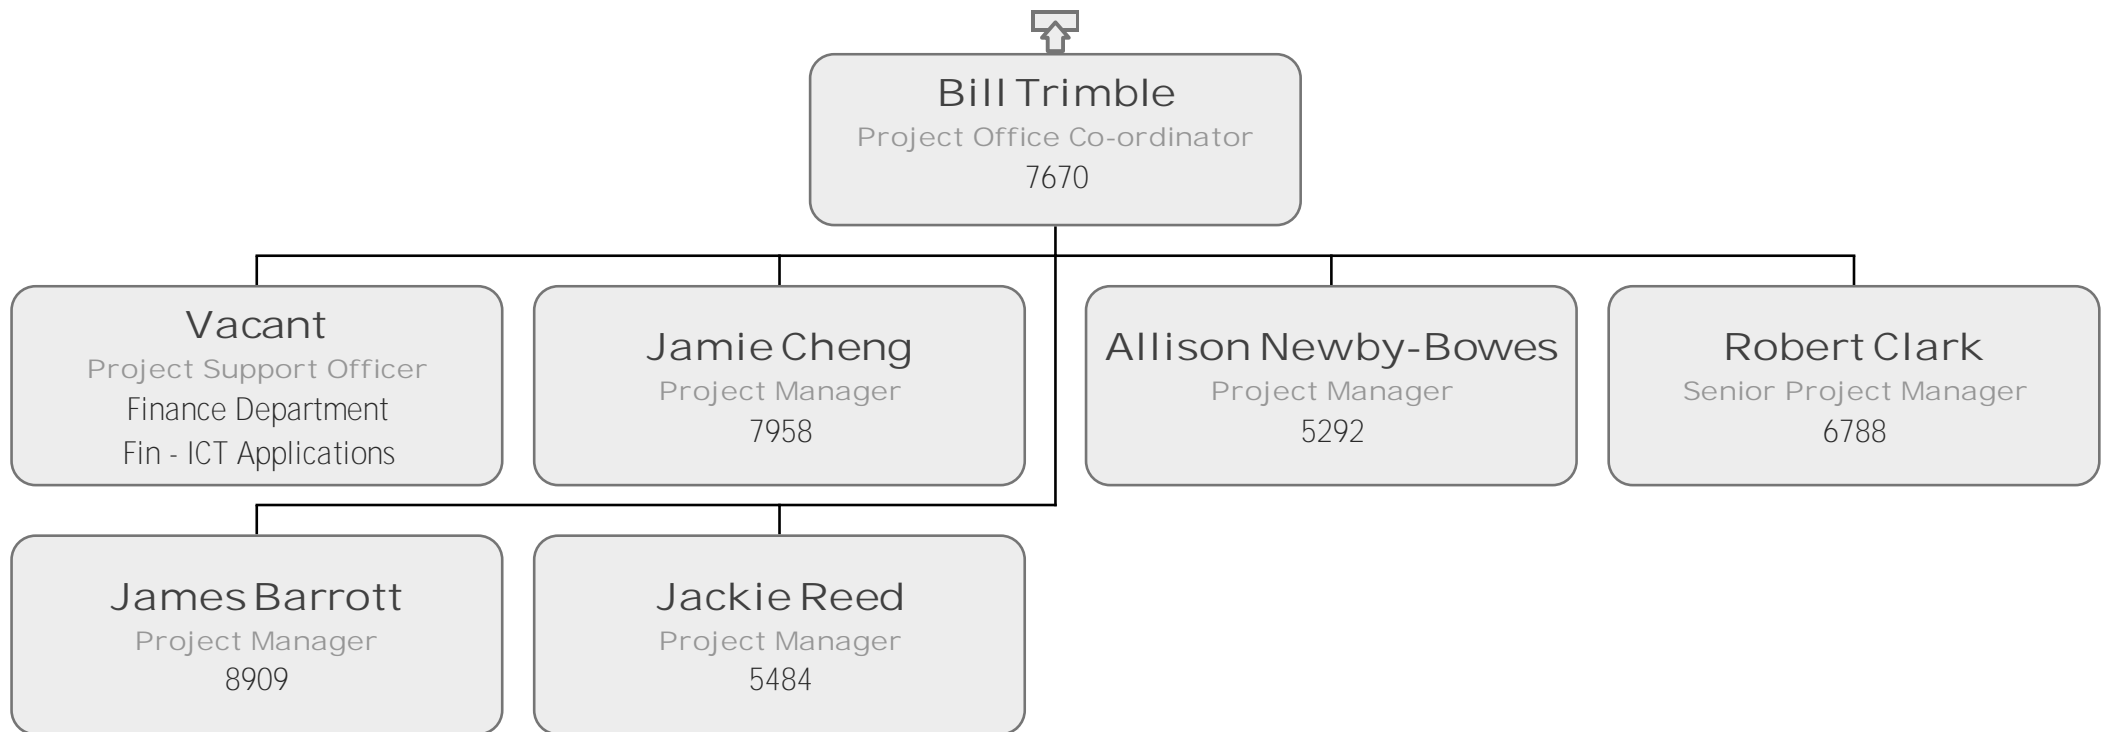 Bill Trimble
Project Office Co-ordinator
7670
Vacant
Project Support Officer
Finance Department
Fin - ICT Applications
Jamie Cheng
Project Manager
7958
Allison Newby-Bowes
Project Manager
5292
Robert Clark
Senior Project Manager
6788
James Barrott
Project Manager
8909
Jackie Reed
Project Manager
5484